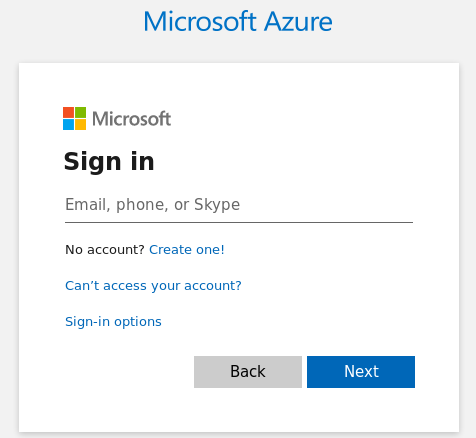 Microsoft Azure
Microsoft
Sign in
Email, phone, or Skype
No account? Create one!
Can’t access your account?
Sign-in options
Back Next